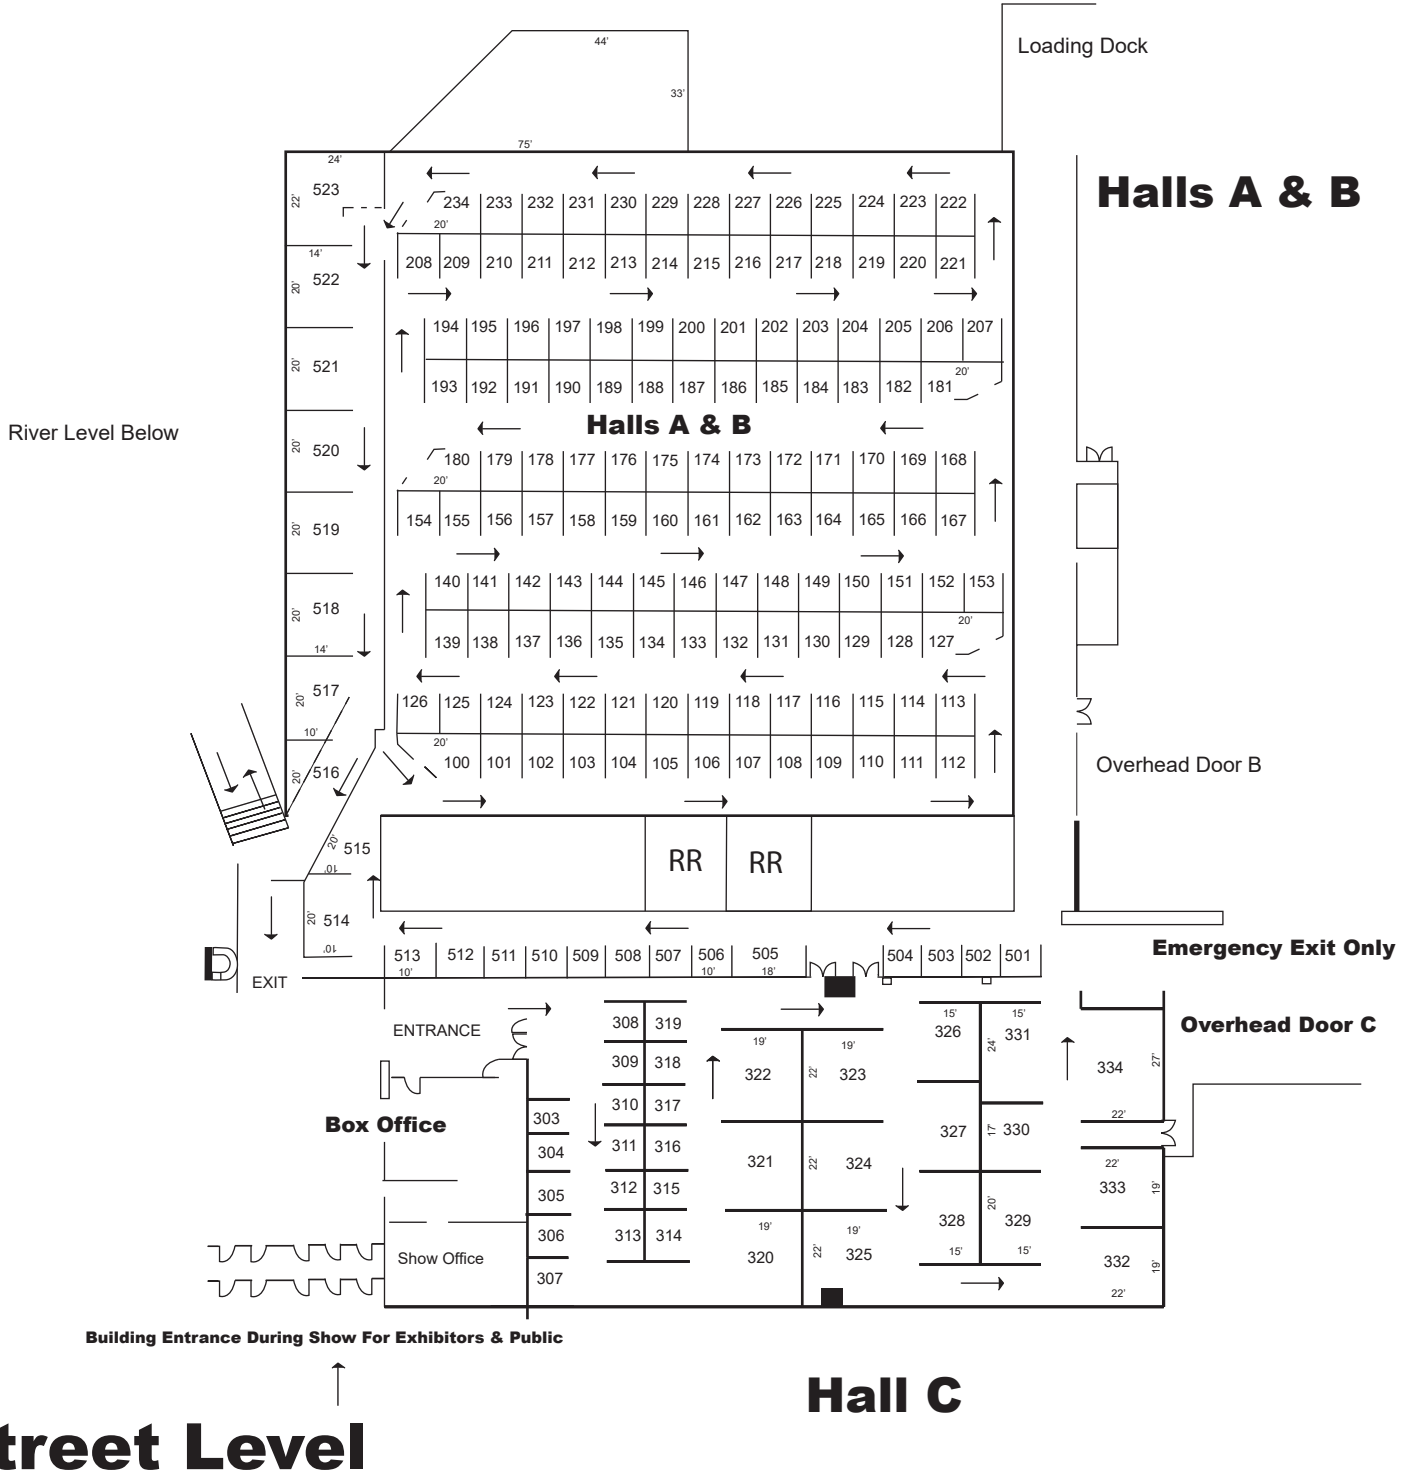 44'
Loading Dock
33'
75'
24'
523
22'
Halls A & B
234 233 232 231 230 229 228 227 226 225 224 223 222
20'
14'
522
20'
208 209 210 211 212 213 214 215 216 217 218 219 220 221
194 195 196 197 198 199 200 201 202 203 204 205 206 207
521
20'
20'
193 192 191 190 189 188 187 186 185 184 183 182 181
Halls A & B
River Level Below
520
20'
180 179 178 177 176 175 174 173 172 171 170 169 168
20'
519
20'
154 155 156 157 158 159 160 161 162 163 164 165 166 167
140 141 142 143 144 145 146 147 148 149 150 151 152 153
518
20'
20'
14'
139 138 137 136 135 134 133 132 131 130 129 128 127
517
20'
126 125 124 123 122 121 120 119 118 117 116 115 114 113
10'
20'
516
20'
100 101 102 103 104 105 106 107 108 109 110 111 112
Overhead Door B
20'
515
10'
RR RR
20'
514
10'
513 512 511 510 509 508 507 506 505 504 503 502 501
10' 10' 18'
Emergency Exit Only
EXIT
ENTRANCE
308 319
15' 15'
326 331
Overhead Door C
309 318
19' 19'
322 22' 323
24'
334 27'
310 317
303
22'
Box Office
311 316
327 17' 330
304
321 22' 324
22'
312 315
305
333 19'
20'
306
313 314
19' 19'
328 329
320 22' 325
15' 15'
Show Office
307
332 19'
22'
Building Entrance During Show For Exhibitors & Public
Hall C
treet Level